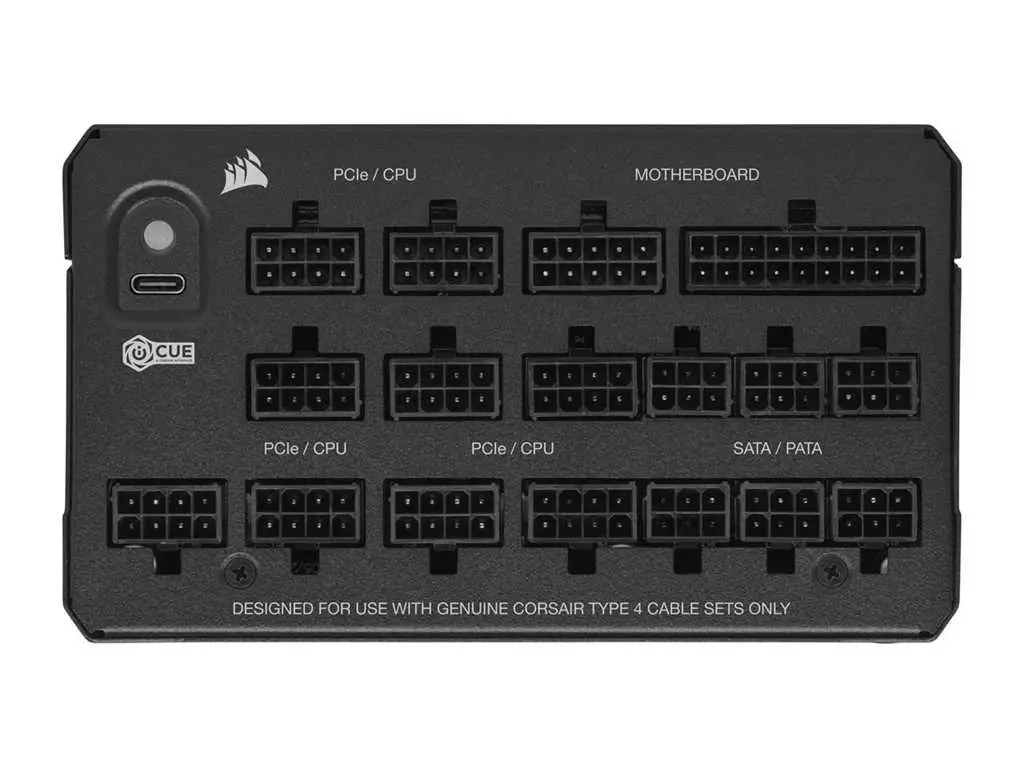 PCIe / CPU
MOTHERBOARD
iCUE
PCIe / CPU
PCIe / CPU
SATA / PATA
DESIGNED FOR USE WITH GENUINE CORSAIR TYPE 4 CABLE SETS ONLY